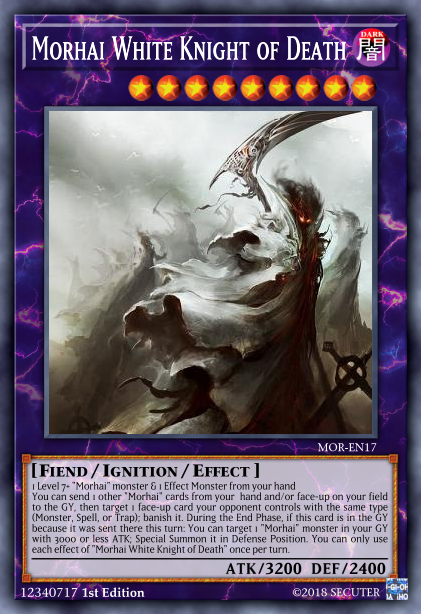 MORHAI WHITE KNIGHT OF DEATH
DARK
闇
MOR-EN17
[FIEND / IGNITION / EFFECT ]
1 Level 7+ "Morhai" monster & 1 Effect Monster from your hand
You can send 1 other "Morhai" cards from your hand and/or face-up on your field
to the GY, then target 1 face-up card your opponent controls with the same type
(Monster, Spell, or Trap); banish it. During the End Phase, if this card is in the GY
because it was sent there this turn: You can target 1 "Morhai" monster in your GY
with 3000 or less ATK; Special Summon it in Defense Position. You can only use
each effect of "Morhai White Knight of Death" once per turn.
ATK/3200 DEF/2400
12340717 1st Edition
©2018 SECUTER